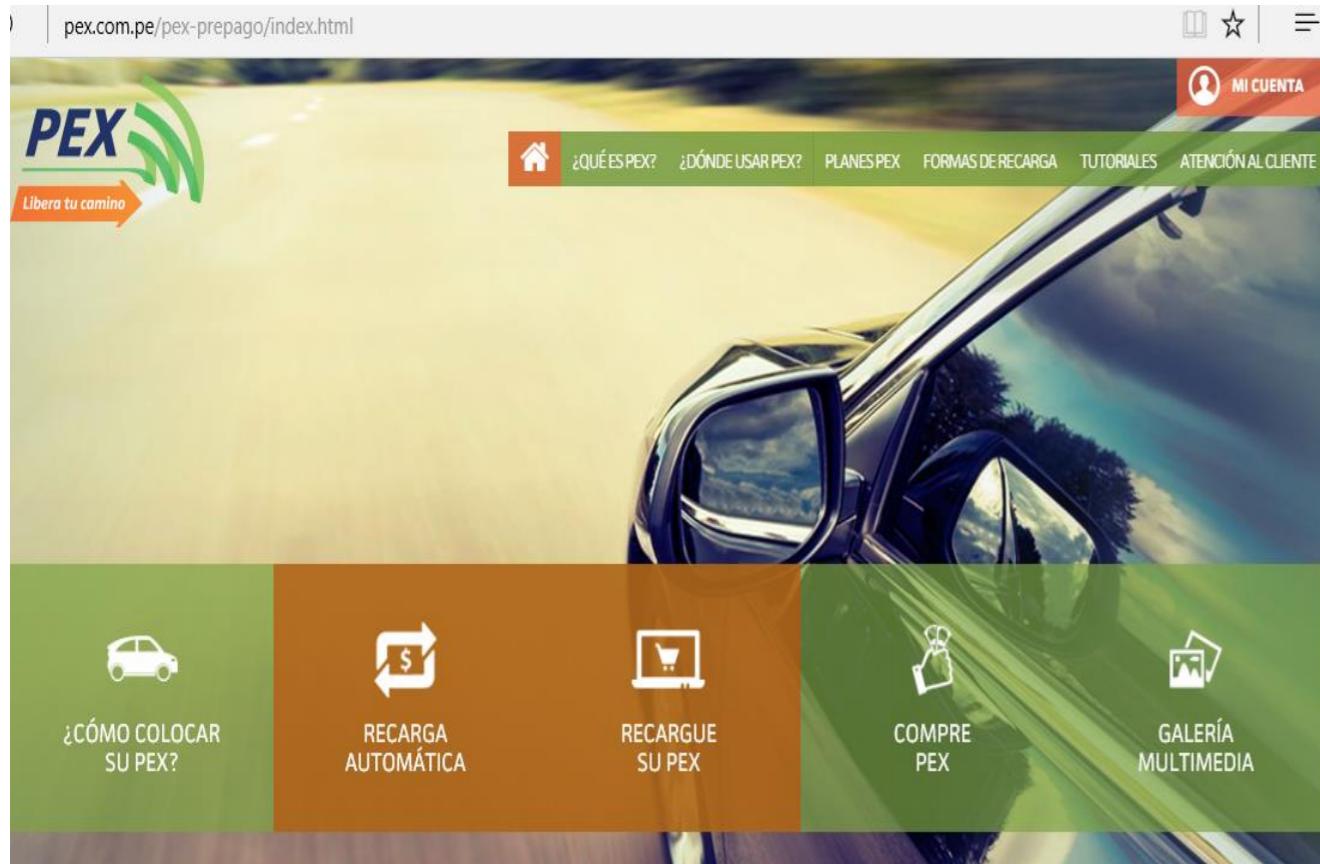 pex.com.pe/pex-prepago/index.html
MI CUENTA
PEX
Libera tu camino
¿QUÉ ES PEX? ¿DÓNDE USAR PEX? PLANES PEX FORMAS DE RECARGA TUTORIALES ATENCIÓN AL CLIENTE
$
¿CÓMO COLOCAR
SU PEX?
RECARGA
AUTOMÁTICA
RECARGUE
SU PEX
COMPRE
PEX
GALERÍA
MULTIMEDIA